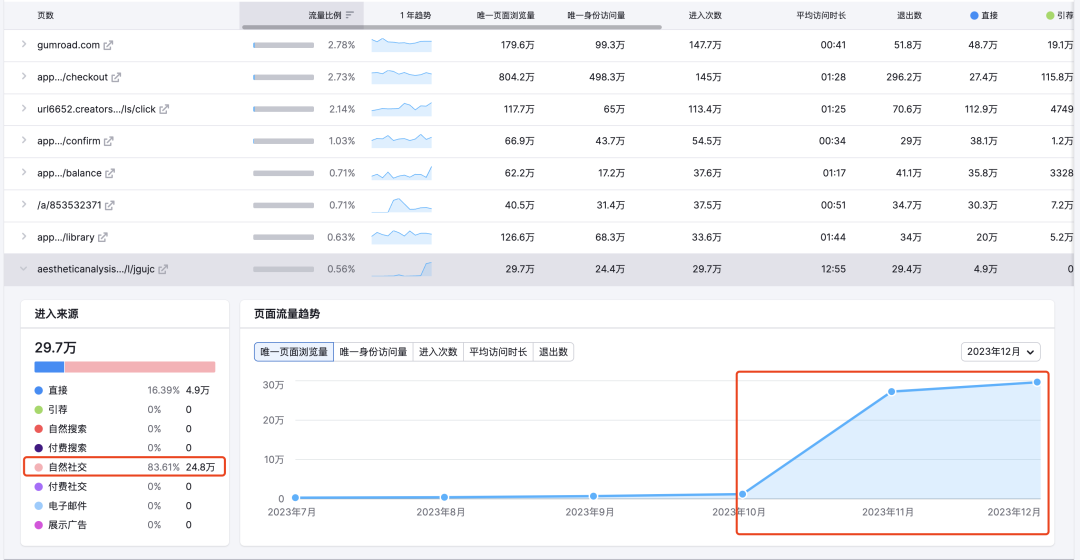 页数 流量比例 1 年趋势 唯一页面浏览量 唯一身份访问量 进入次数 平均访问时长 退出数 直接 引荐
gumroad.com 2.78% 179.6万 99.3万 147.7万 00:41 51.8万 48.7万 19.1万
app.../checkout 2.73% 804.2万 498.3万 145万 01:28 296.2万 27.4万 115.8万
url6652.creators.../ls/click 2.14% 117.7万 65万 113.4万 01:25 70.6万 112.9万 4749
app.../confirm 1.03% 66.9万 43.7万 54.5万 00:34 29万 38.1万 1.2万
app.../balance 0.71% 62.2万 17.2万 37.6万 01:17 41.1万 35.8万 3328
/a/853532371 0.71% 40.5万 31.4万 37.5万 00:51 34.7万 30.3万 7.2万
app.../library 0.63% 126.6万 68.3万 33.6万 01:44 34万 20万 5.2万
aestheticanalysis.../l/jgujc 0.56% 29.7万 24.4万 29.7万 12:55 29.4万 4.9万 0
进入来源
29.7万
直接 16.39% 4.9万
引荐 0% 0
自然搜索 0% 0
付费搜索 0% 0
自然社交 83.61% 24.8万
付费社交 0% 0
电子邮件 0% 0
展示广告 0% 0
页面流量趋势
唯一页面浏览量 唯一身份访问量 进入次数 平均访问时长 退出数 2023年12月
30万
20万
10万
0
2023年7月 2023年8月 2023年9月 2023年10月 2023年11月 2023年12月